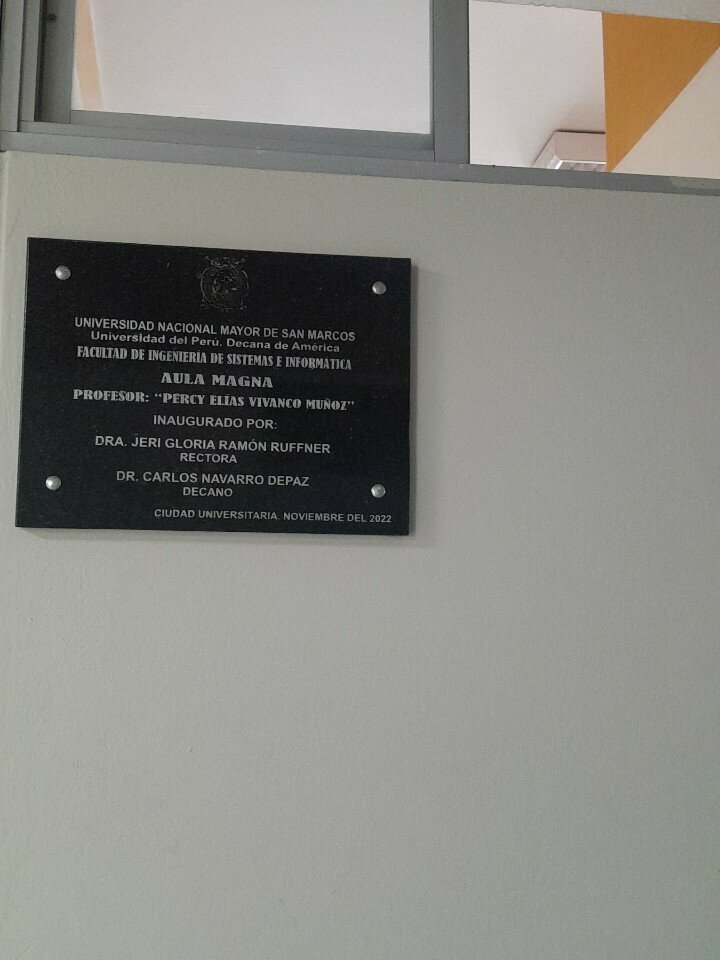 UNIVERSIDAD NACIONAL MAYOR DE SAN MARCOS
Universidad del Perú. Decana de América
FACULTAD DE INGENIERÍA DE SISTEMAS E INFORMÁTICA
AULA MAGNA
PROFESOR: "PERCY ELÍAS VIVANCO MUÑOZ"
INAUGURADO POR:
DRA. JERI GLORIA RAMÓN RUFFNER
RECTORA
DR. CARLOS NAVARRO DEPAZ
DECANO
CIUDAD UNIVERSITARIA. NOVIEMBRE DEL 2022